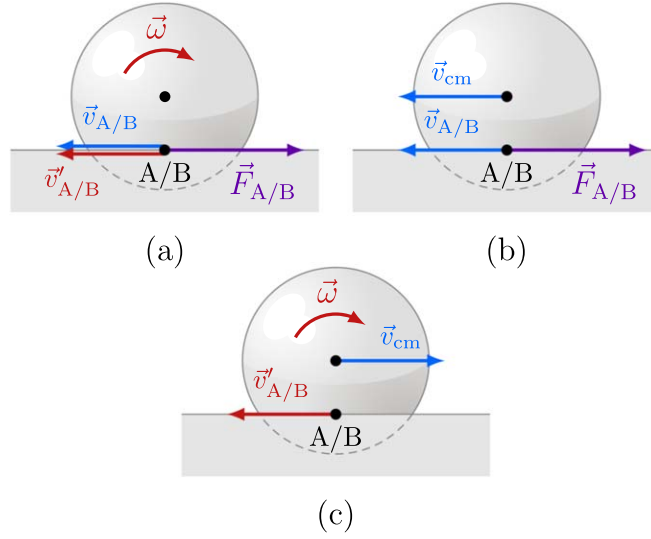 ω⃗
v⃗A/B
v⃗′A/B
A/B
F⃗A/B
(a)
v⃗cm
v⃗A/B
A/B
F⃗A/B
(b)
ω⃗
v⃗cm
v⃗′A/B
A/B
(c)